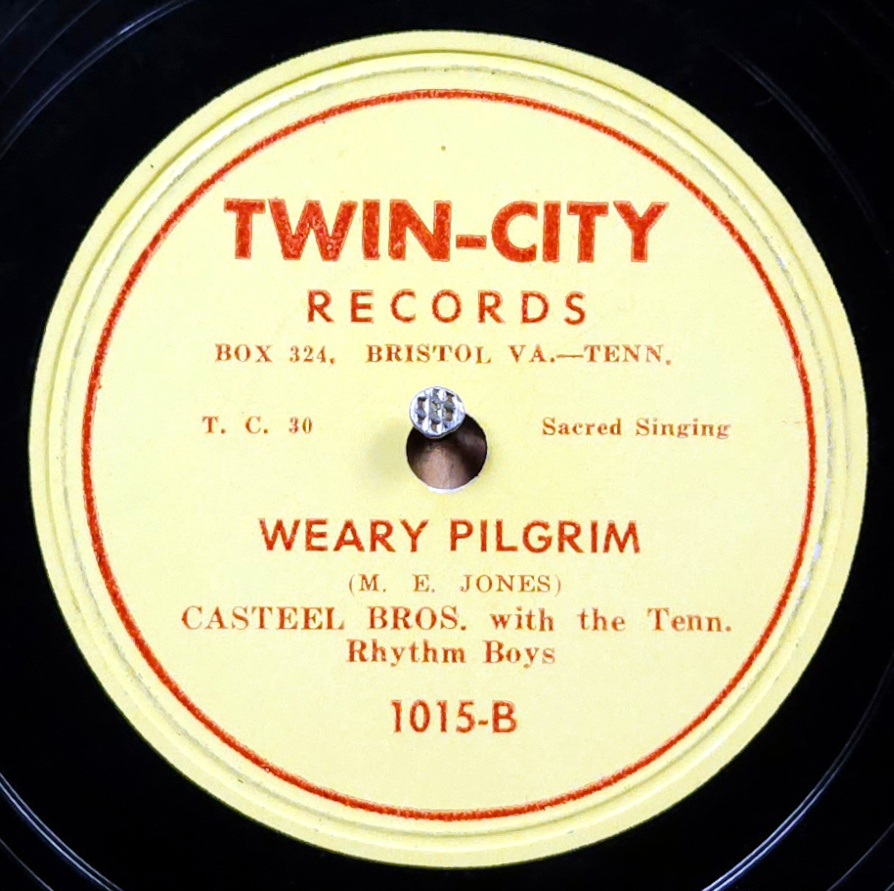 TWIN-CITY
RECORDS
BOX 324, BRISTOL VA.—TENN.
T. C. 30 Sacred Singing
WEARY PILGRIM
(M. E. JONES)
CASTEEL BROS. with the Tenn.
Rhythm Boys
1015-B